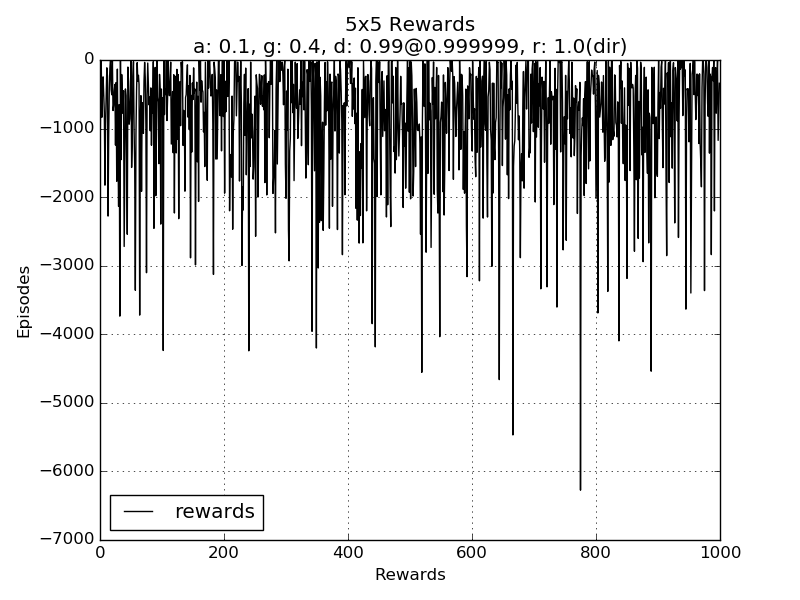 5x5 Rewards
a: 0.1, g: 0.4, d: 0.99@0.999999, r: 1.0(dir)
0
−1000
−2000
−3000
−4000
−5000
−6000
−7000
Episodes
rewards
0
200
400
600
800
1000
Rewards